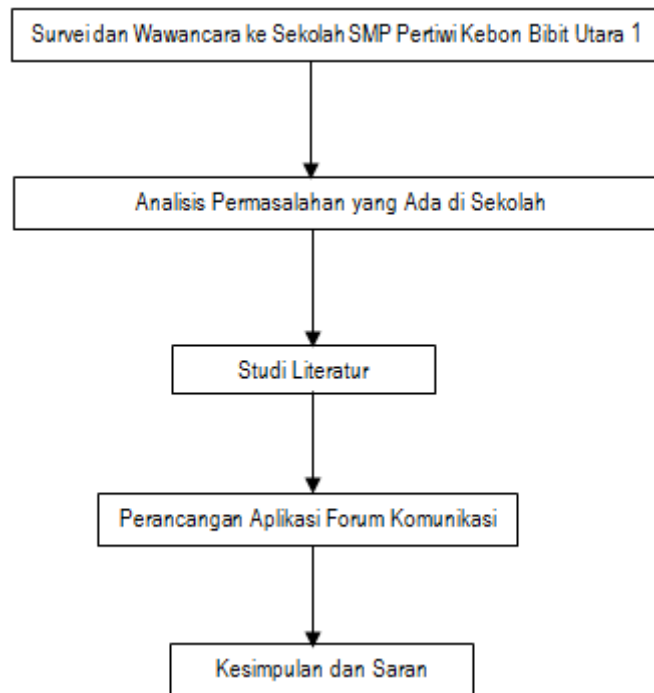 Survei dan Wawancara ke Sekolah SMP Pertiwi Kebon Bibit Utara 1
Analisis Permasalahan yang Ada di Sekolah
Studi Literatur
Perancangan Aplikasi Forum Komunikasi
Kesimpulan dan Saran